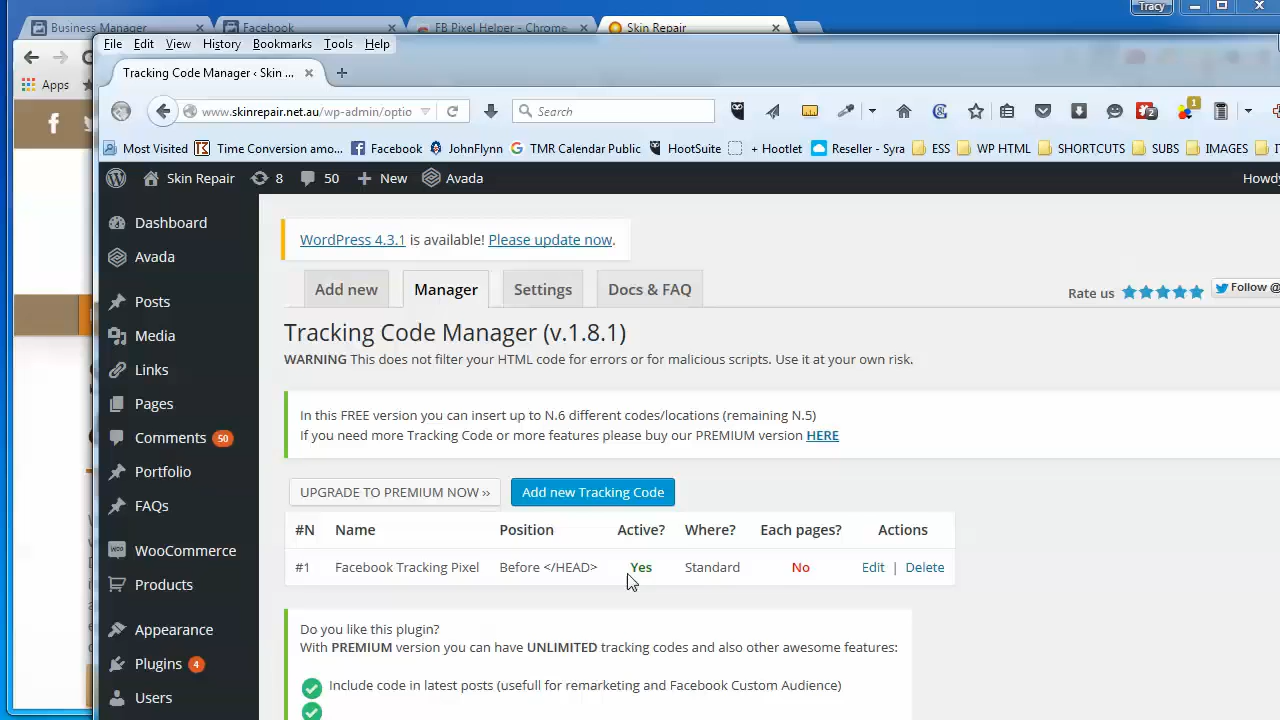 Tracy
Business Manager
Facebook
FB Pixel Helper - Chrome
Skin Repair
File Edit View History Bookmarks Tools Help
Tracking Code Manager ‹ Skin ...
Apps
www.skinrepair.net.au/wp-admin/optio
Search
2
1
Most Visited
Time Conversion amo...
Facebook
JohnFlynn
TMR Calendar Public
HootSuite
+ Hootlet
Reseller - Syra
ESS
WP HTML
SHORTCUTS
SUBS
IMAGES
Skin Repair
8
50
New
Avada
Howdy
Dashboard
Avada
Posts
Media
Links
Pages
Comments 50
Portfolio
FAQs
WooCommerce
Products
Appearance
Plugins 4
Users
WordPress 4.3.1 is available! Please update now.
Add new
Manager
Settings
Docs & FAQ
Rate us
Follow @
Tracking Code Manager (v.1.8.1)
WARNING This does not filter your HTML code for errors or for malicious scripts. Use it at your own risk.
In this FREE version you can insert up to N.6 different codes/locations (remaining N.5)
If you need more Tracking Code or more features please buy our PREMIUM version HERE
UPGRADE TO PREMIUM NOW »
Add new Tracking Code
#N Name Position Active? Where? Each pages? Actions
#1 Facebook Tracking Pixel Before </HEAD> Yes Standard No Edit | Delete
Do you like this plugin?
With PREMIUM version you can have UNLIMITED tracking codes and also other awesome features:
Include code in latest posts (usefull for remarketing and Facebook Custom Audience)